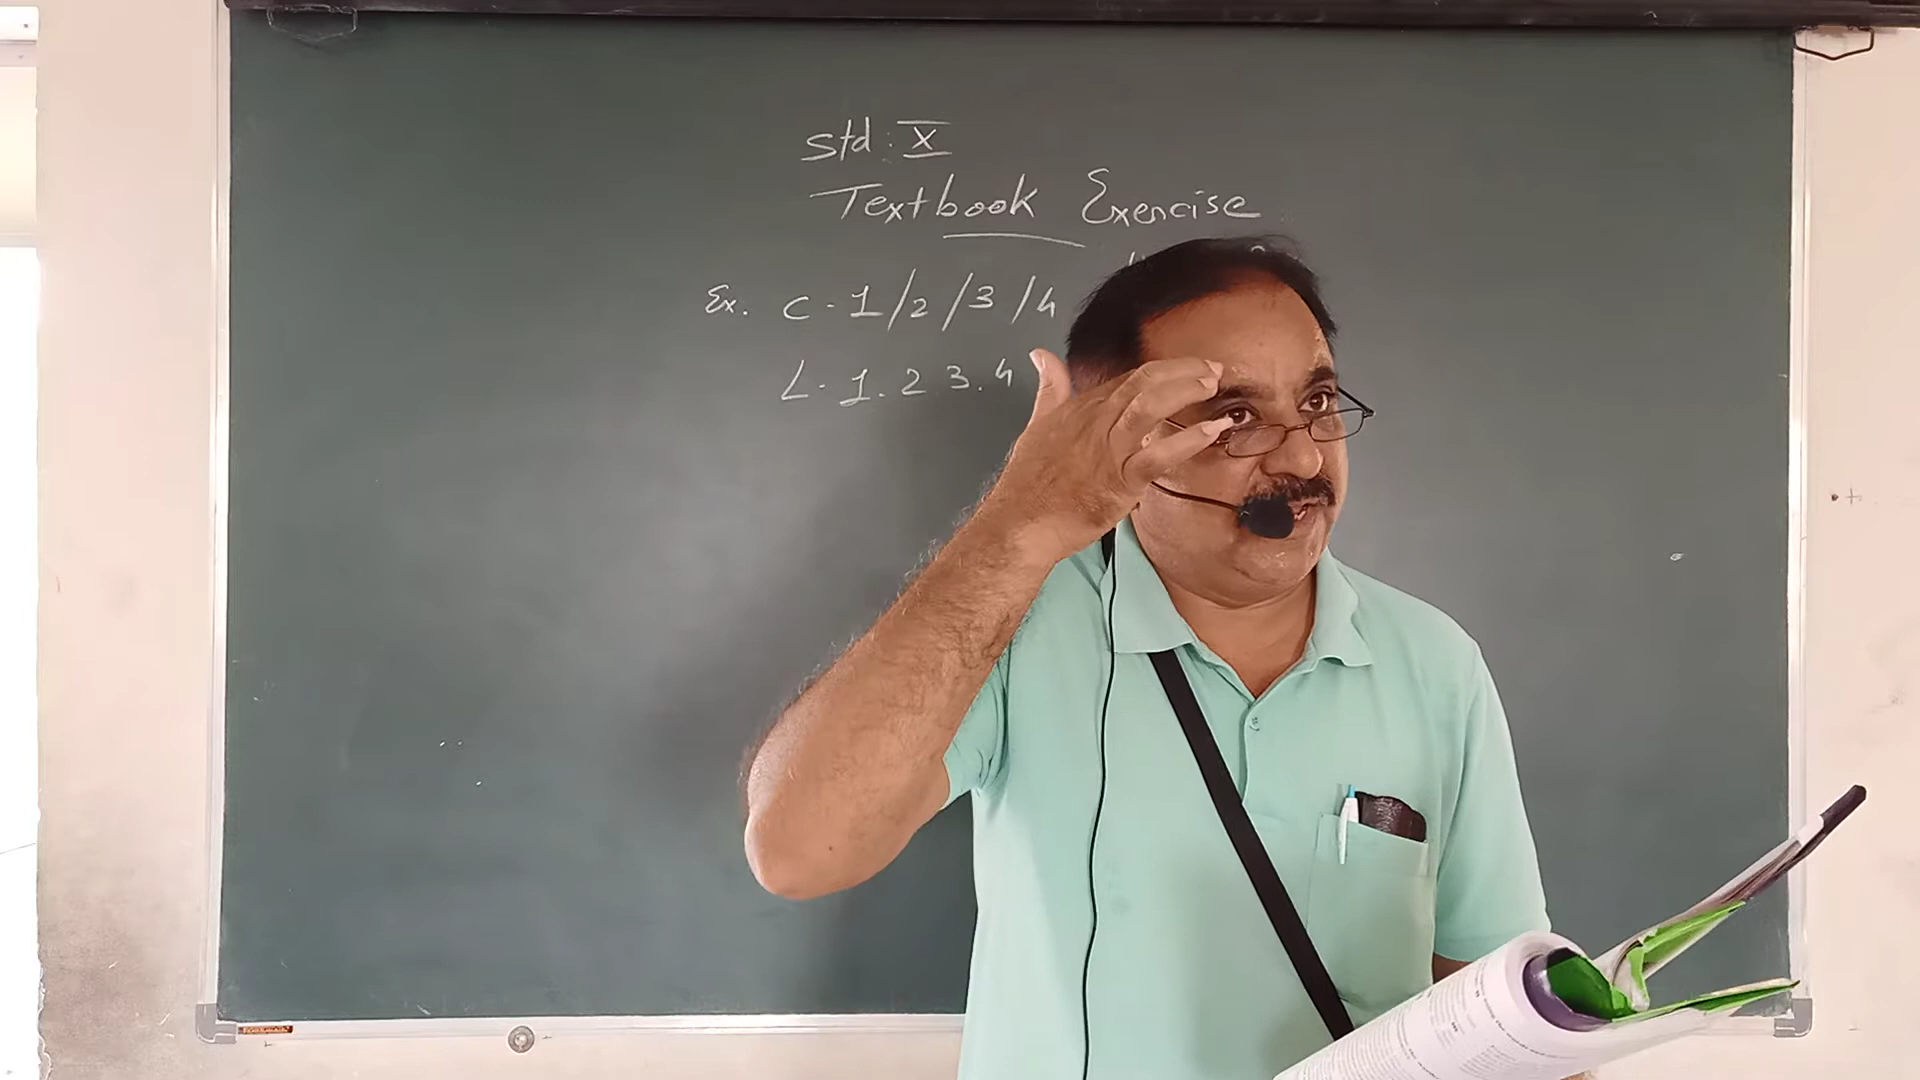 Std : X
Textbook Exercise
Ex. C - 1/2/3/4
L - 1. 2 3. 4